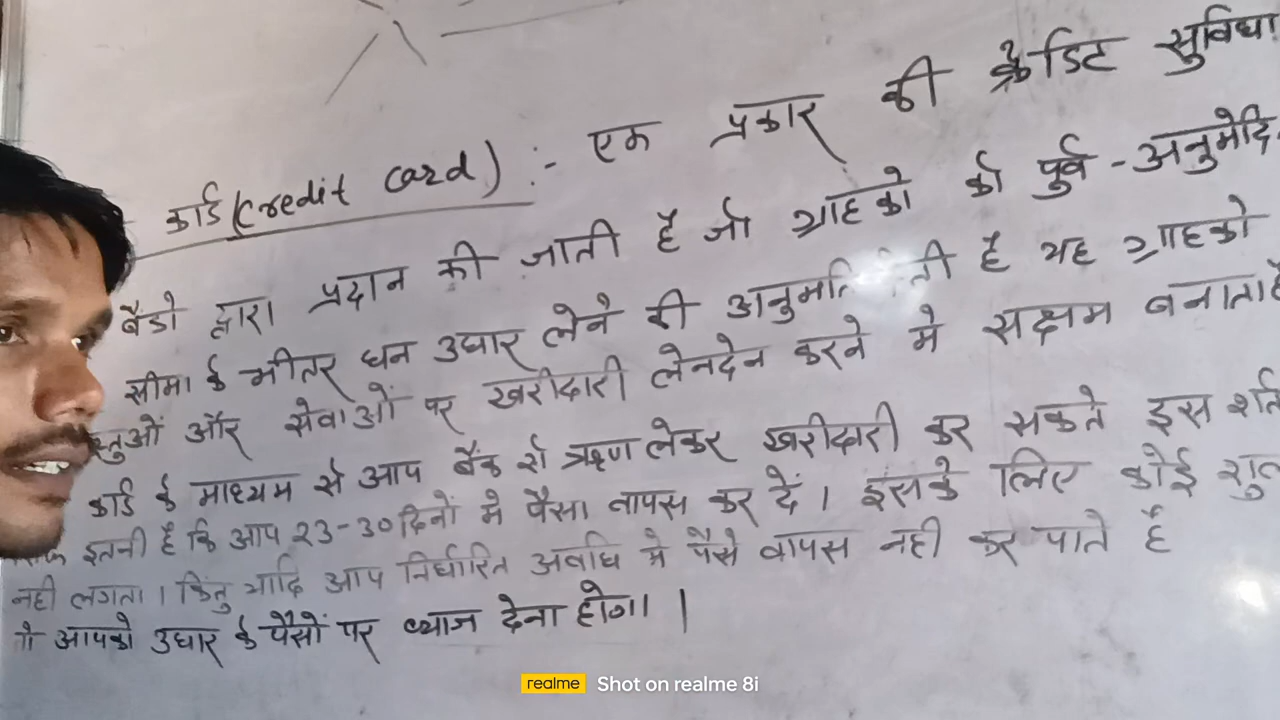 कार्ड (Credit Card) :- एक प्रकार की क्रेडिट सुविधा
बैंको द्वारा प्रदान की जाती है जो ग्राहको को पुर्व - अनुमोदि
सीमा के भीतर धन उधार लेने की अनुमति ती है यह ग्राहको
स्तुओं और सेवाओं पर खरीदारी लेनदेन करने मे सक्षम बनाता है
कार्ड के माध्यम से आप बैंक से ऋण लेकर खरीदारी कर सकते इस शर्त
इतनी है कि आप 23-30 दिनों मे पैसा वापस कर दें। इसके लिए कोई शुल
नही लगता। किंतु यदि आप निर्धारित अवधि मे पैसे वापस नही कर पाते है
तो आपको उधार के पैसों पर ब्याज देना होगा।
realme Shot on realme 8i